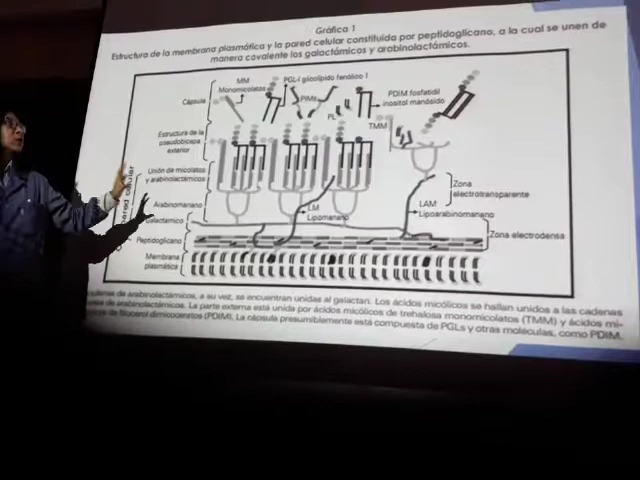 Gráfica 1
Estructura de la membrana plasmática y la pared celular constituida por peptidoglicano, a la cual se unen de
manera covalente los galactámicos y arabinolactámicos.
MM
Monomicolatos
PGL-I glicolípido fenólico I
Cápsula
PIMs
PL
PDIM fosfatidil
inositol manósido
TMM
Estructura de la
pseudobicapa
exterior
Unión de micolatos
y arabinolactámicos
Zona
electrotransparente
Arabinomanano
LM
Lipomanano
LAM
Lipoarabinomanano
Galactámico
Zona electrodensa
Peptidoglicano
Membrana
plasmática
pared celular
de arabinolactámicos, a su vez, se encuentran unidas al galactan. Los ácidos micólicos se hallan unidos a las cadenas
de arabinolactámicos. La parte externa está unida por ácidos micólicos de trehalosa monomicolatos (TMM) y ácidos mi-
de (PDIM). La cápsula presumiblemente está compuesta de PGLs y otras moléculas, como PDIM.